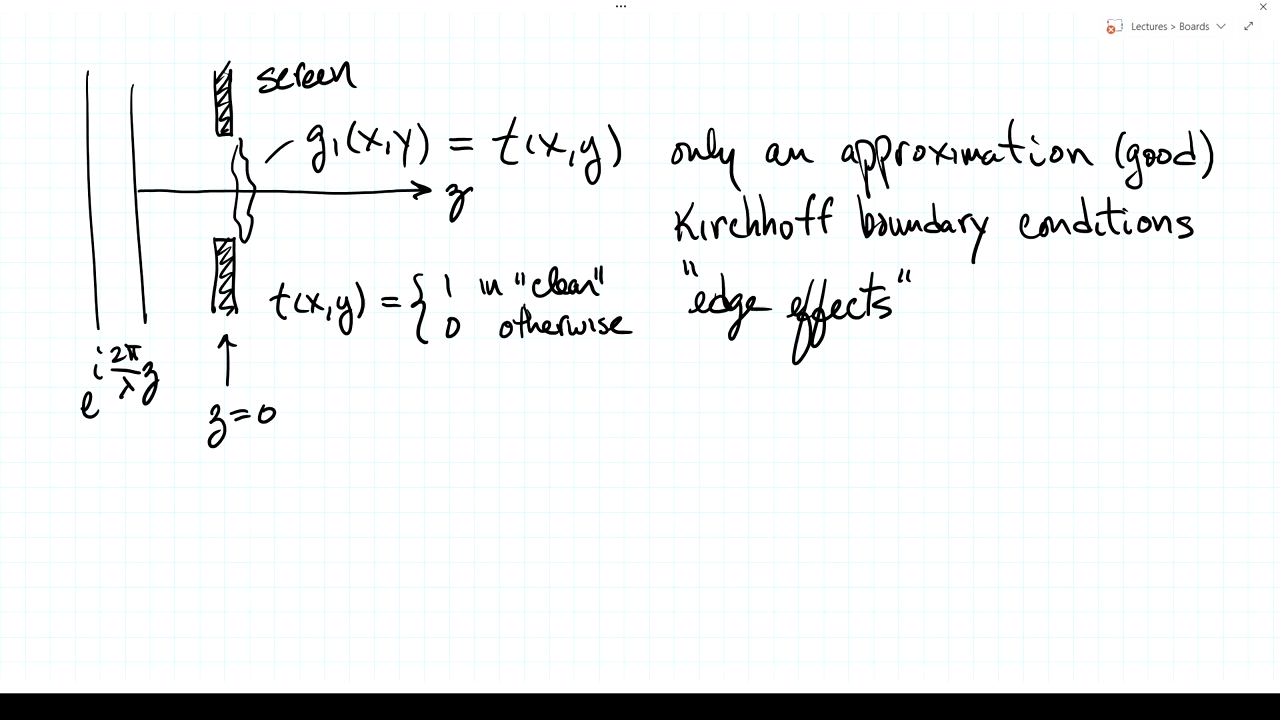 ...
Lectures > Boards
screen
g₁(x,y) = t(x,y) only an approximation (good)
z
Kirchhoff boundary conditions
t(x,y) = { 1 in "clear"
0 otherwise
"edge effects"
e^{i 2π/λ z}
z=0